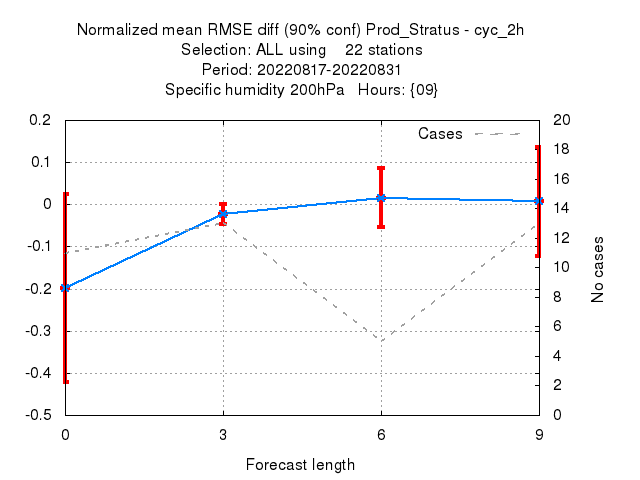 Normalized mean RMSE diff (90% conf) Prod_Stratus - cyc_2h
Selection: ALL using    22 stations
Period: 20220817-20220831
Specific humidity 200hPa   Hours: {09}
Cases
0.2
0.1
0
-0.1
-0.2
-0.3
-0.4
-0.5
20
18
16
14
12
10
8
6
4
2
0
No cases
0 3 6 9
Forecast length